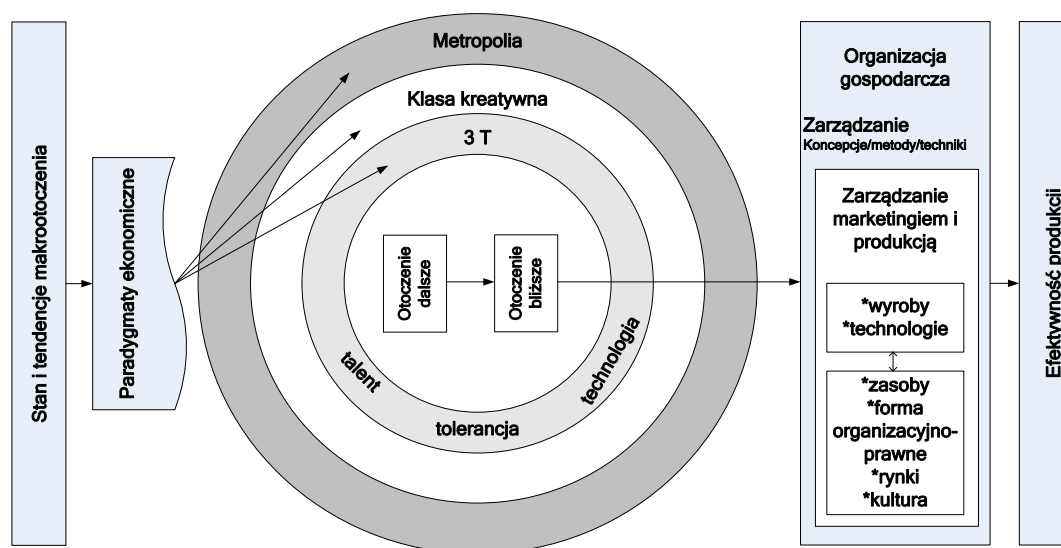 Stan i tendencje makrootoczenia
Paradygmaty ekonomiczne
Metropolia
Klasa kreatywna
3 T
Otoczenie
dalsze
Otoczenie
bliższe
talent
tolerancja
technologia
Organizacja
gospodarcza
Zarządzanie
Koncepcje/metody/techniki
Zarządzanie
marketingiem i
produkcją
*wyroby
*technologie
*zasoby
*forma
organizacyjno-
prawne
*rynki
*kultura
Efektywność produkcji